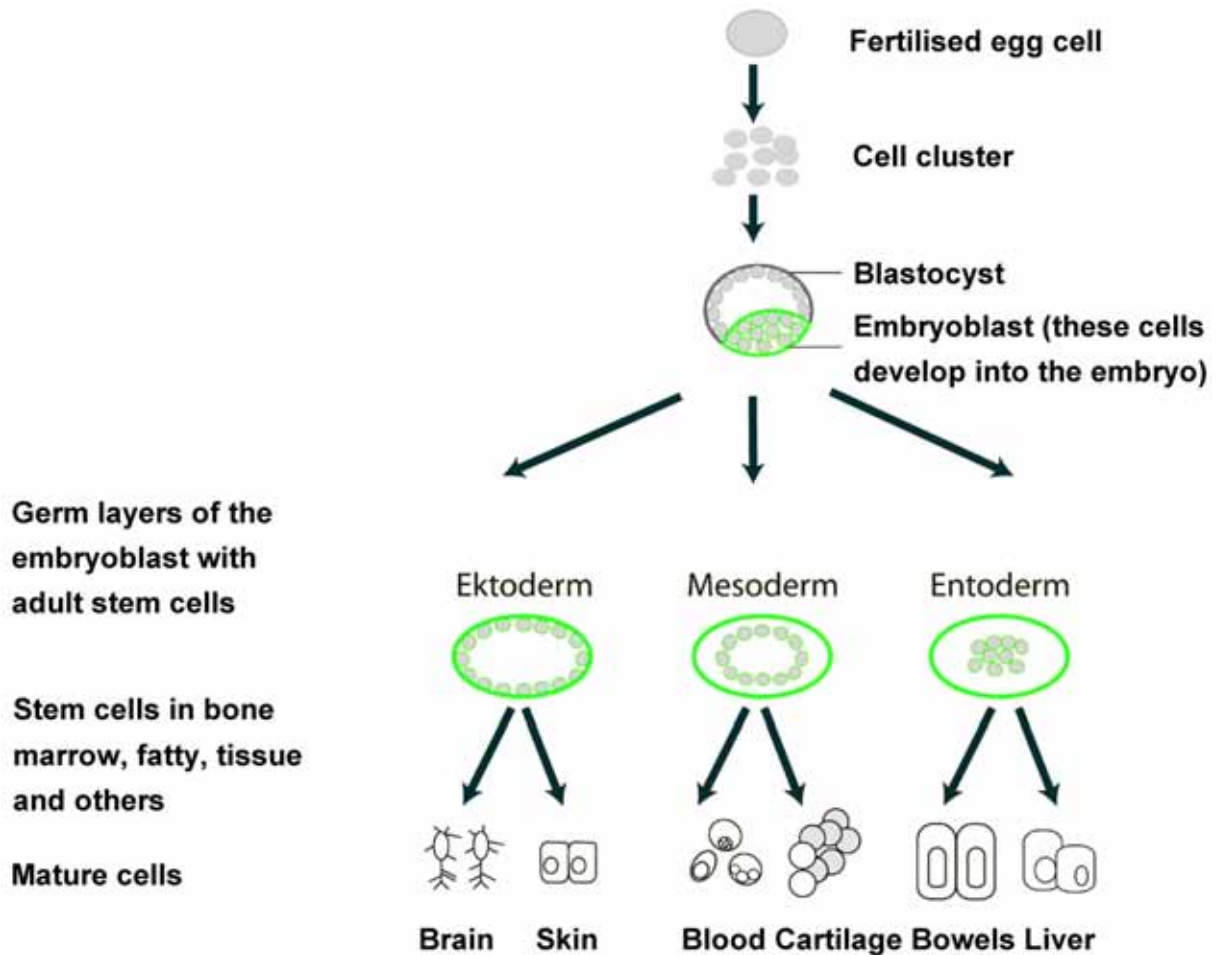 Fertilised egg cell
Cell cluster
Blastocyst
Embryoblast (these cells
develop into the embryo)
Germ layers of the
embryoblast with
adult stem cells
Ektoderm Mesoderm Entoderm
Stem cells in bone
marrow, fatty, tissue
and others
Mature cells
Brain Skin Blood Cartilage Bowels Liver